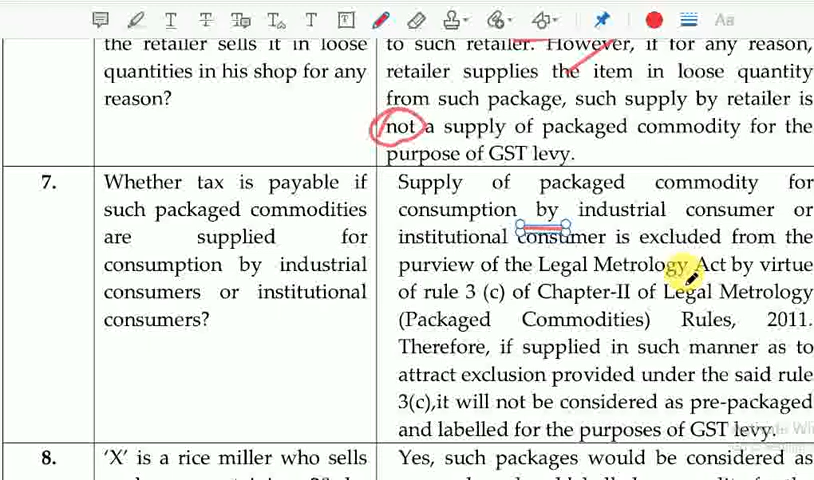 the retailer sells it in loose
quantities in his shop for any
reason?
to such retailer. However, if for any reason,
retailer supplies the item in loose quantity
from such package, such supply by retailer is
not a supply of packaged commodity for the
purpose of GST levy.
7.
Whether tax is payable if
such packaged commodities
are supplied for
consumption by industrial
consumers or institutional
consumers?
Supply of packaged commodity for
consumption by industrial consumer or
institutional consumer is excluded from the
purview of the Legal Metrology Act by virtue
of rule 3 (c) of Chapter-II of Legal Metrology
(Packaged Commodities) Rules, 2011.
Therefore, if supplied in such manner as to
attract exclusion provided under the said rule
3(c),it will not be considered as pre-packaged
and labelled for the purposes of GST levy.
8.
'X' is a rice miller who sells
Yes, such packages would be considered as